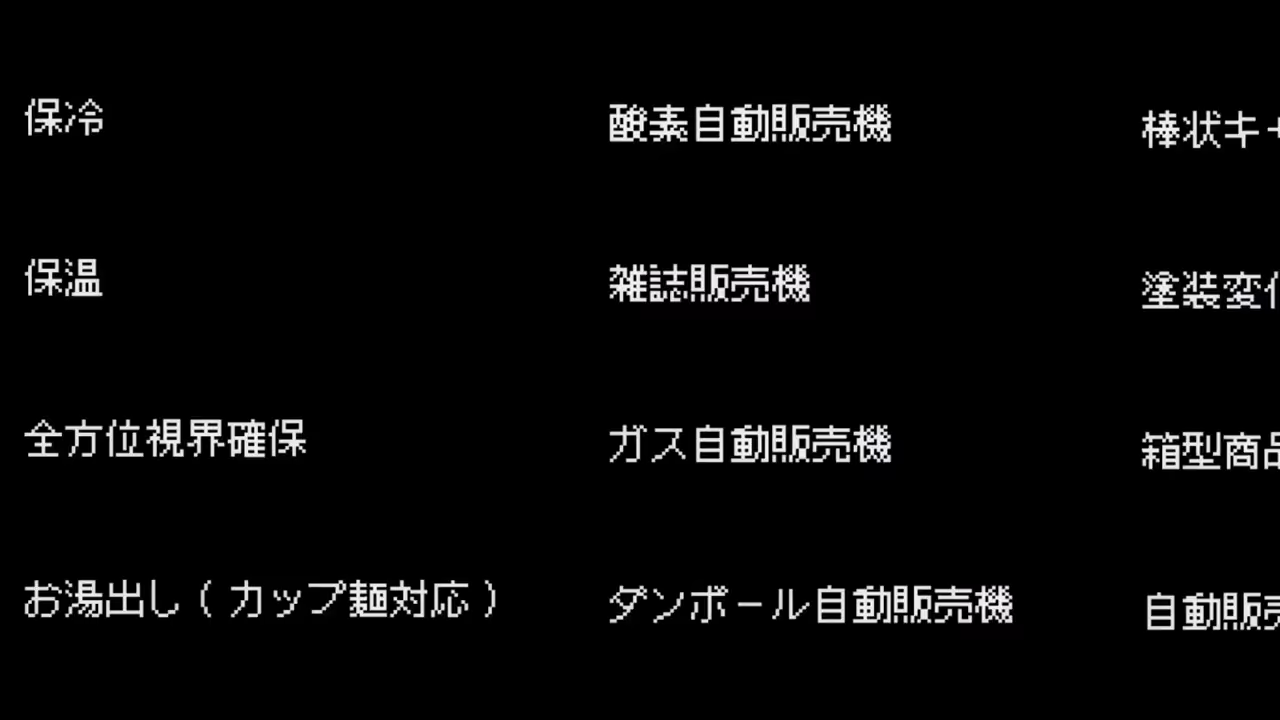 保冷
保温
全方位視界確保
お湯出し(カップ麺対応)
酸素自動販売機
雑誌販売機
ガス自動販売機
ダンボール自動販売機
棒状キ
塗装変
箱型商品
自動販売